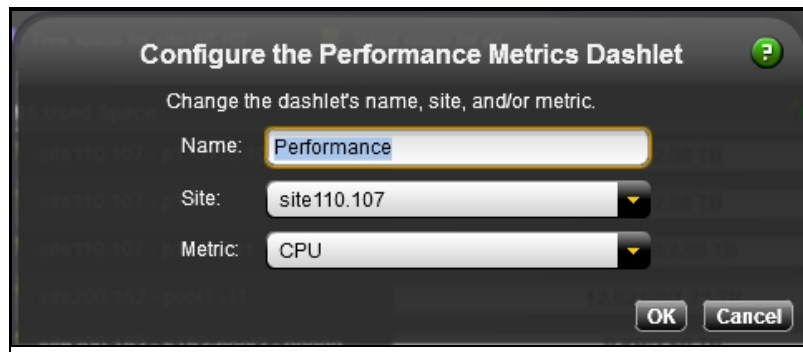 Configure the Performance Metrics Dashlet
?
Change the dashlet's name, site, and/or metric.
Name: Performance
Site: site110.107
Metric: CPU
OK Cancel